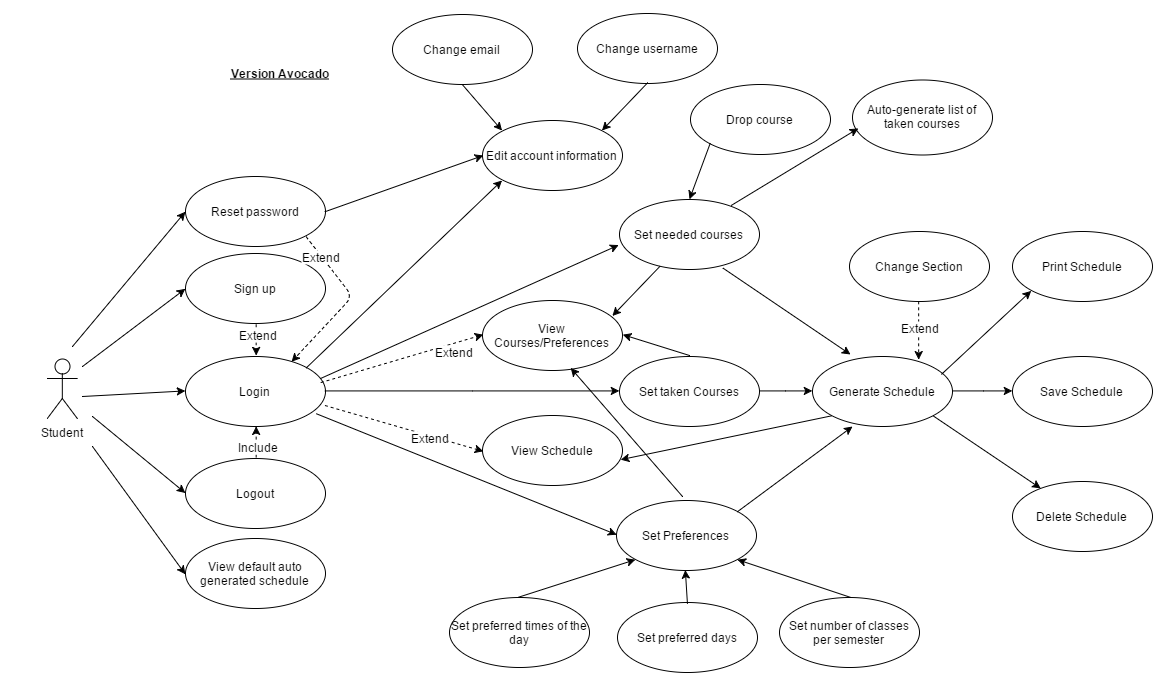 Change email
Change username
Version Avocado
Drop course
Auto-generate list of
taken courses
Edit account information
Reset password
Set needed courses
Extend
Change Section
Print Schedule
Sign up
Extend
View
Courses/Preferences
Extend
Extend
Login
Set taken Courses
Generate Schedule
Save Schedule
Student
Extend
Include
View Schedule
Logout
Delete Schedule
Set Preferences
View default auto
generated schedule
Set preferred times of the
day
Set preferred days
Set number of classes
per semester